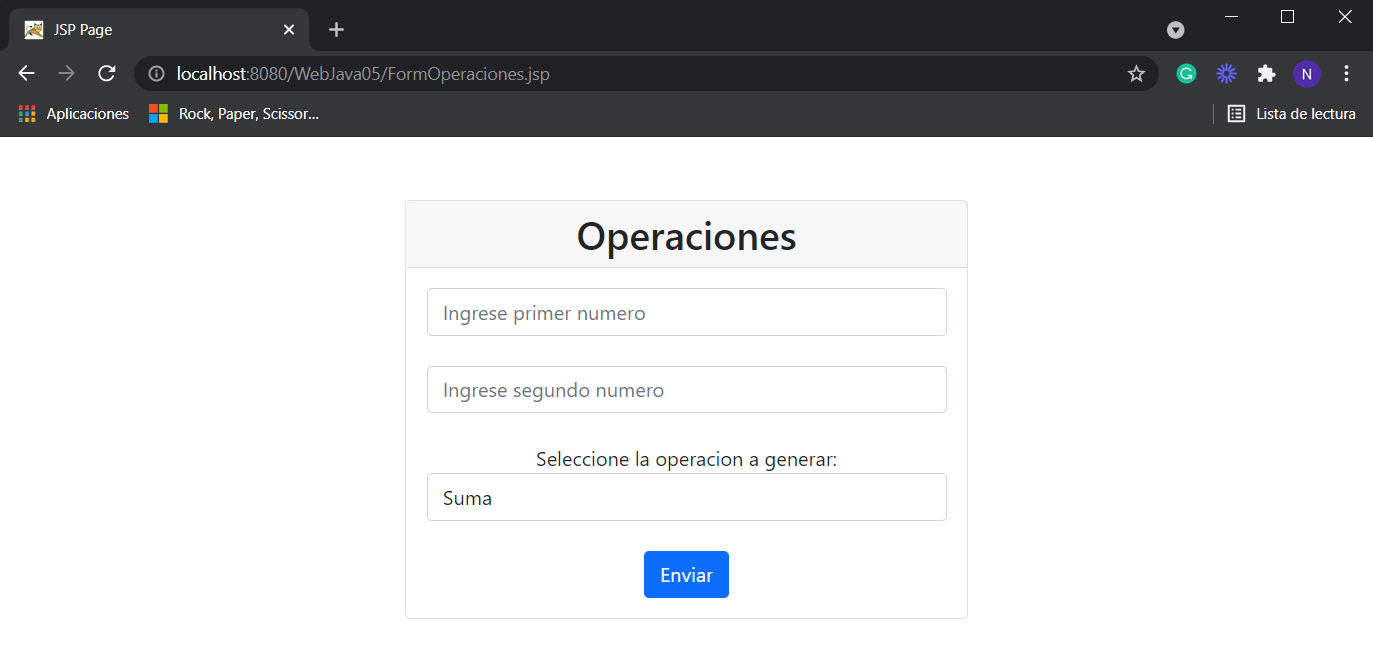 JSP Page
localhost:8080/WebJava05/FormOperaciones.jsp
N
Aplicaciones
Rock, Paper, Scissor...
Lista de lectura
Operaciones
Ingrese primer numero
Ingrese segundo numero
Seleccione la operacion a generar:
Suma
Enviar